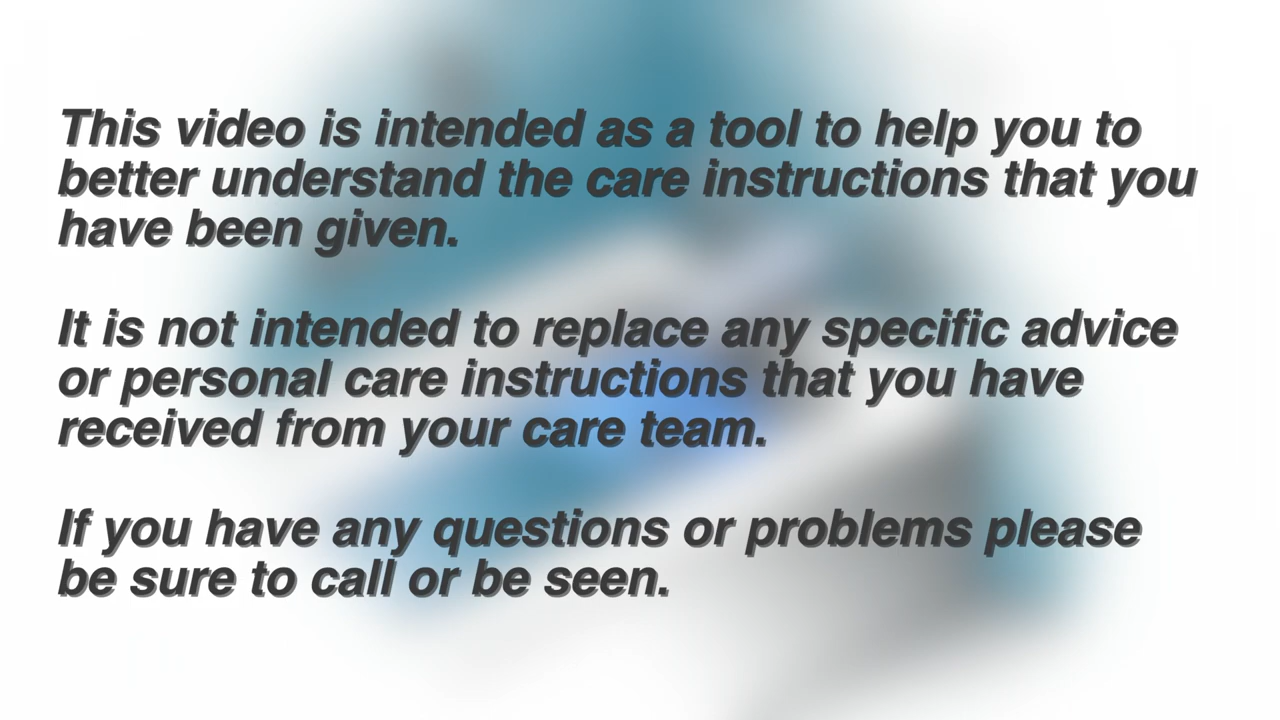 This video is intended as a tool to help you to
better understand the care instructions that you
have been given.
It is not intended to replace any specific advice
or personal care instructions that you have
received from your care team.
If you have any questions or problems please
be sure to call or be seen.